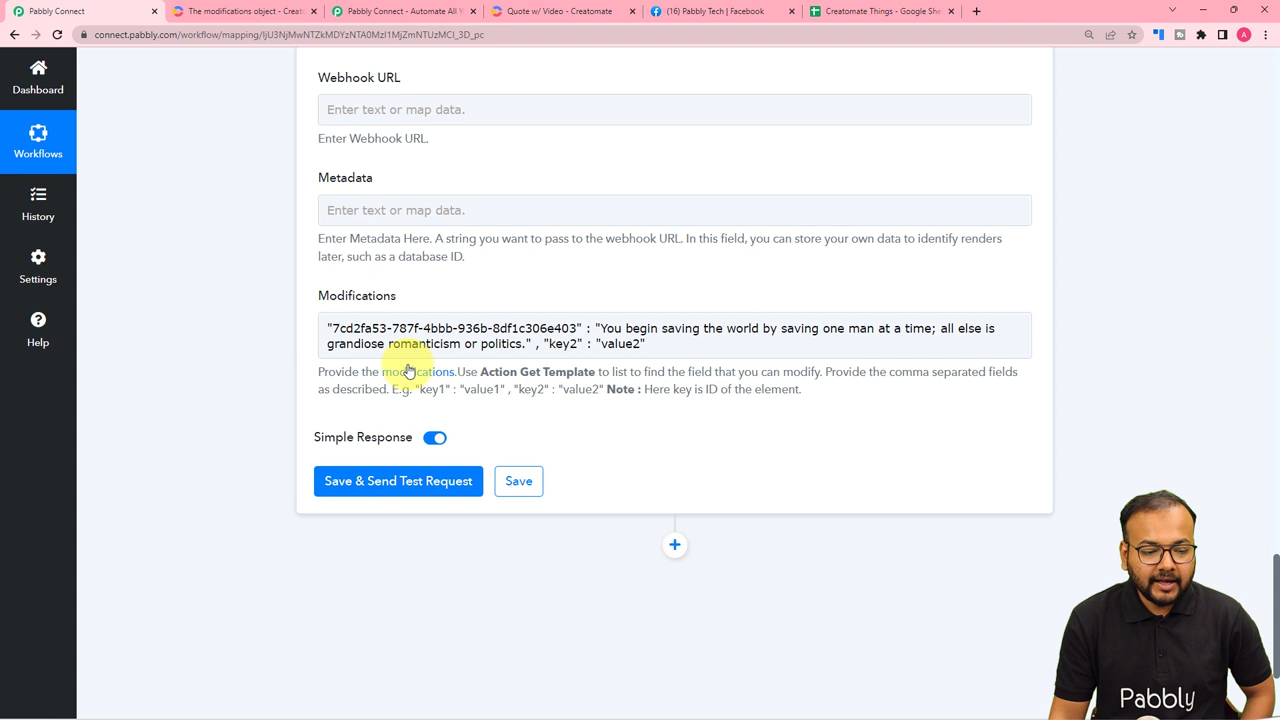 Pabbly Connect
The modifications object - Creato
Pabbly Connect - Automate All Y
Quote w/ Video - Creatomate
(16) Pabbly Tech | Facebook
Creatomate Things - Google She
connect.pabbly.com/workflow/mapping/
A
Dashboard
Workflows
History
Settings
Help
Webhook URL
Enter text or map data.
Enter Webhook URL.
Metadata
Enter text or map data.
Enter Metadata Here. A string you want to pass to the webhook URL. In this field, you can store your own data to identify renders
later, such as a database ID.
Modifications
"7cd2fa53-787f-4bbb-936b-8df1c306e403" : "You begin saving the world by saving one man at a time; all else is
grandiose romanticism or politics." , "key2" : "value2"
Provide the modifications.Use Action Get Template to list to find the field that you can modify. Provide the comma separated fields
as described. E.g. "key1" : "value1" ,"key2" : "value2" Note : Here key is ID of the element.
Simple Response
Save & Send Test Request
Save
Pabbly